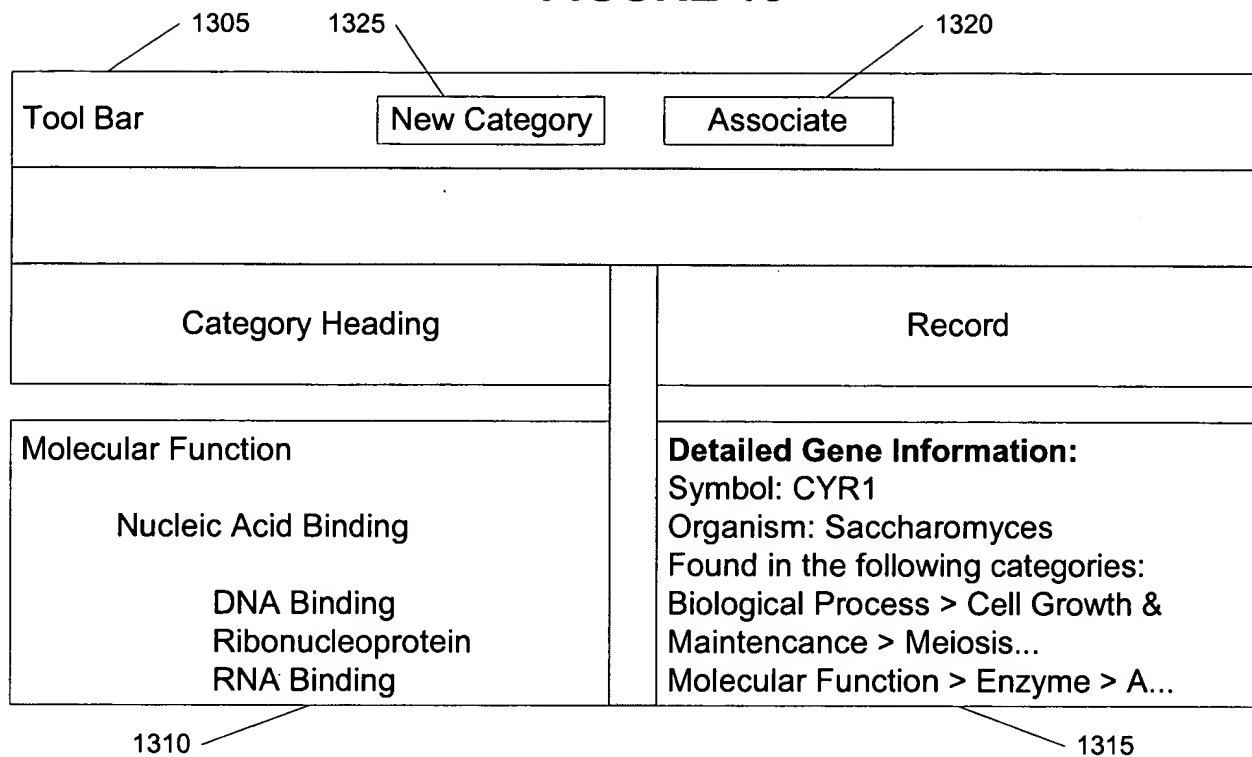 1305 1325 1320
Tool Bar New Category Associate
Category Heading Record
Molecular Function
Nucleic Acid Binding
DNA Binding
Ribonucleoprotein
RNA Binding
Detailed Gene Information:
Symbol: CYR1
Organism: Saccharomyces
Found in the following categories:
Biological Process > Cell Growth &
Maintencance > Meiosis...
Molecular Function > Enzyme > A...
1310 1315